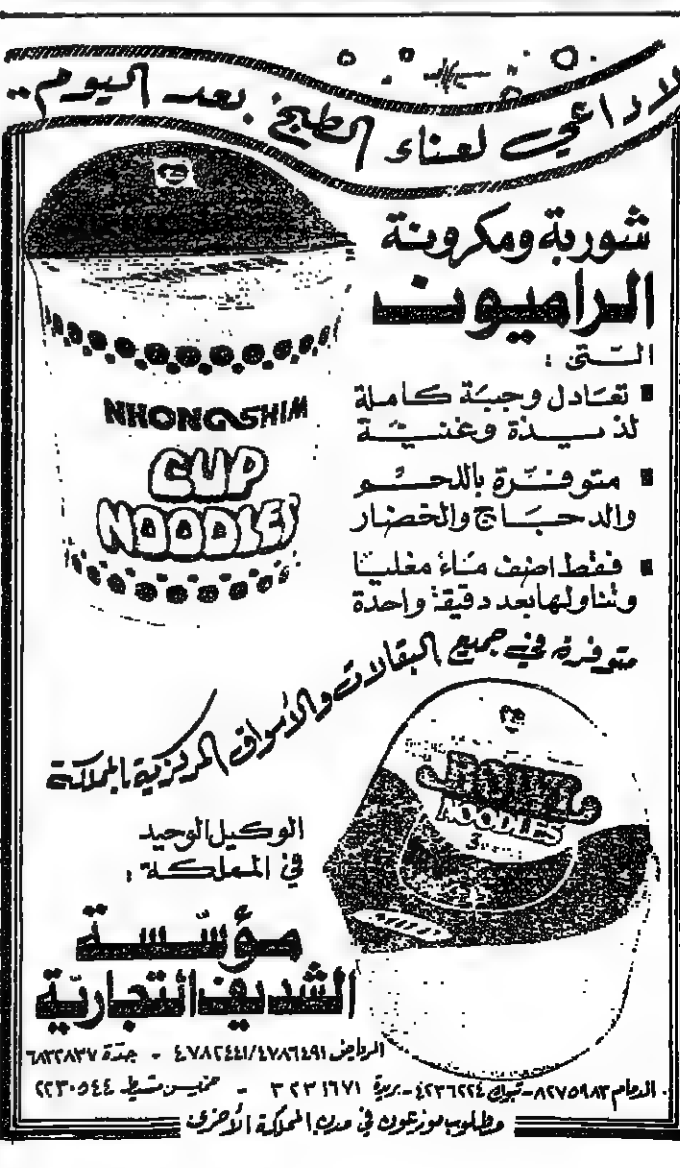 لا داعي لعناء الطبخ بعد اليوم..
شوربة ومكرونة
الراميون
التي :
تعادل وجبة كاملة
لذيذة وغنية
متوفرة باللحم
والدجاج والخضار
فقط اضف ماء مغليا
وتناولها بعد دقيقة واحدة
NHONGSHIM
CUP
NOODLES
متوفرة في جميع البقالات والأسواق المركزية بالمملكة
BOWL
NOODLES
الوكيل الوحيد
في المملكة :
مؤسسة
الشديف التجارية
الرياض ٤٧٨٦٤٩١/٤٧٨٢٤٤١ - جدة ٦٨٣٢٨٣٧
الدمام ٨٢٧٥٩٨٣ - تبوك ٤٢٣٦٢٢٤ - بريدة ٣٢٣١٦٧١ - خميس مشيط ٢٢٣٠٥٤٤
مطلوب موزعون في مدن المملكة الأخرى